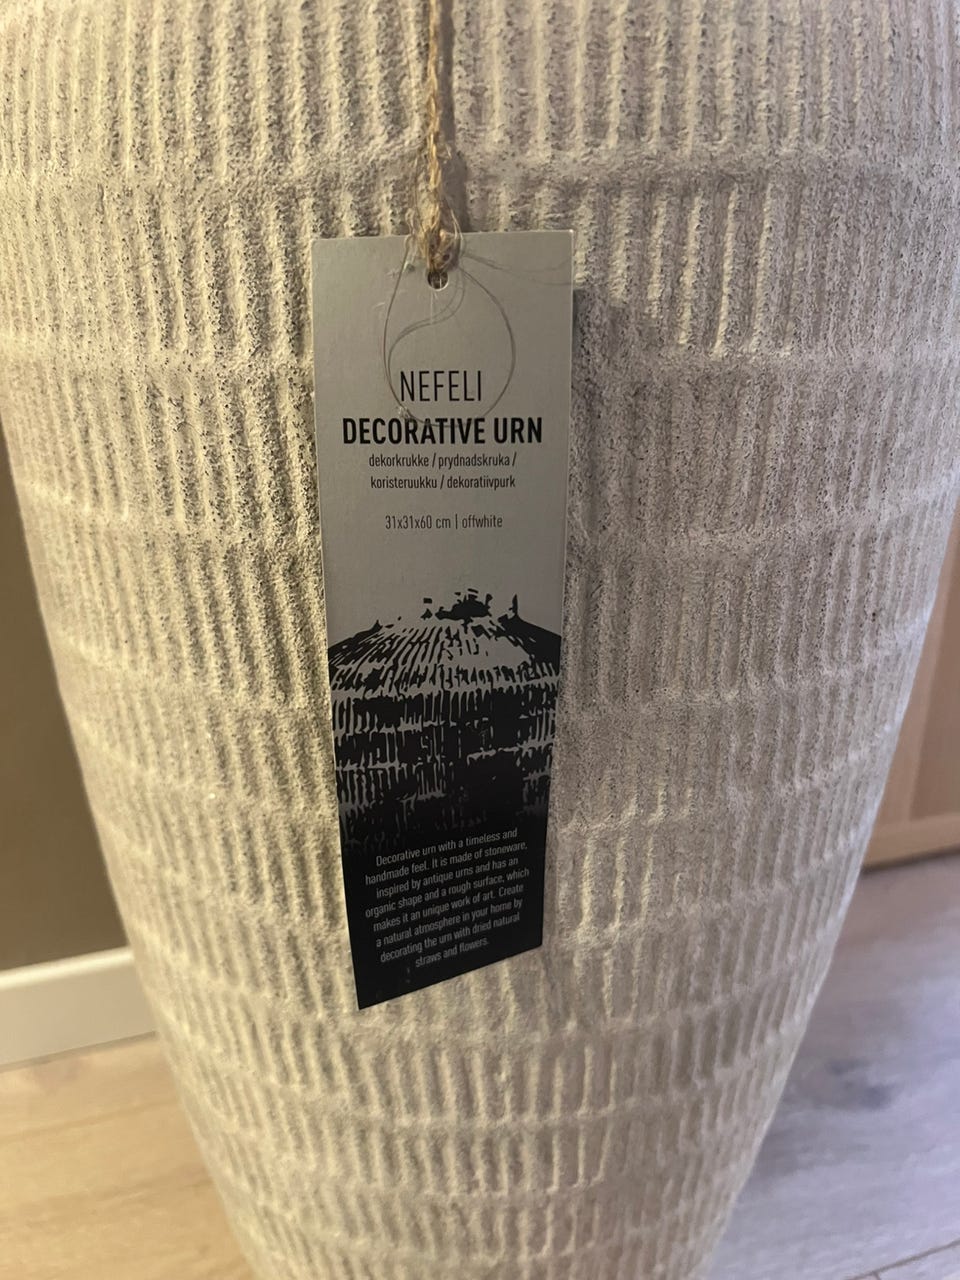 NEFELI
DECORATIVE URN
dekorkrukke / prydnadskruka /
koristeruukku / dekoratiivpurk
31x31x60 cm | offwhite
Decorative urn with a timeless and
handmade feel. It is made of stoneware,
inspired by antique urns and has an
organic shape and a rough surface, which
makes it an unique work of art. Create
a natural atmosphere in your home by
decorating the urn with dried natural
straws and flowers.